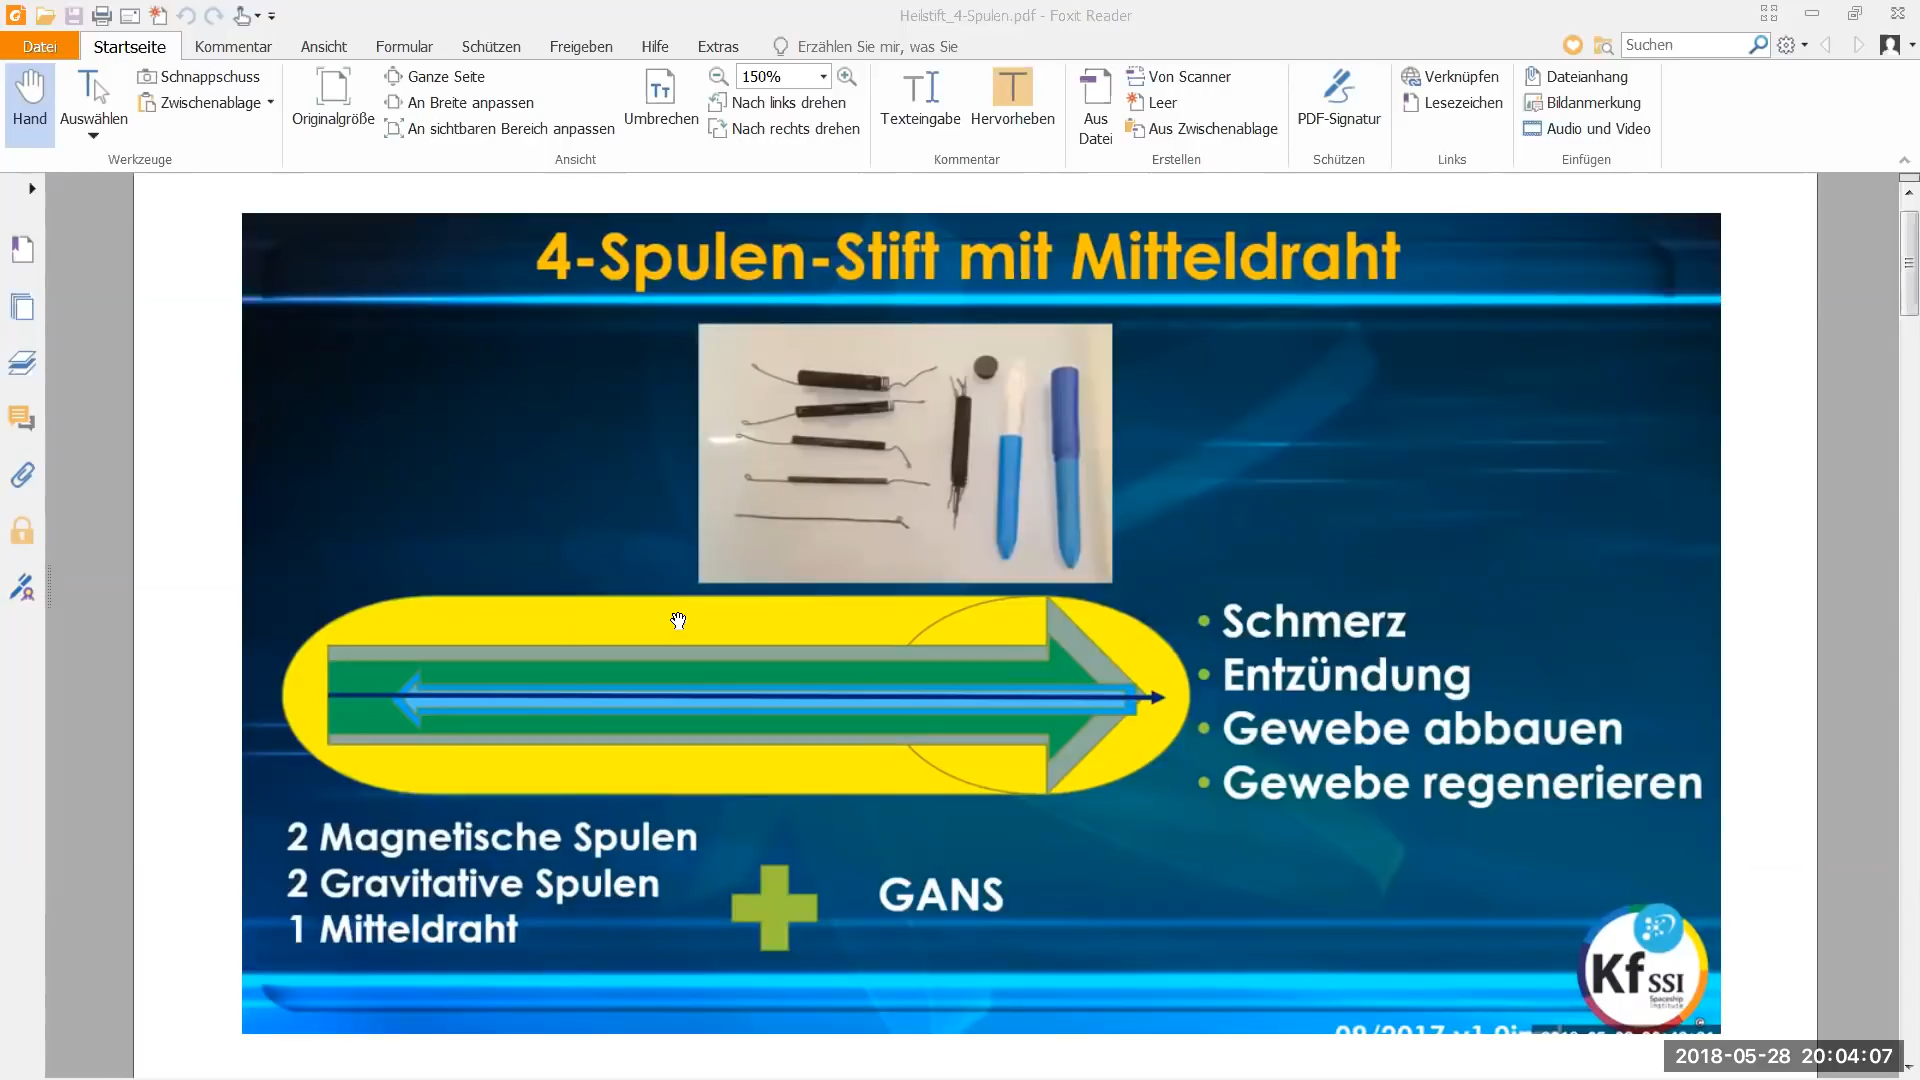 Heilstift_4-Spulen.pdf - Foxit Reader
Datei Startseite Kommentar Ansicht Formular Schützen Freigeben Hilfe Extras Erzählen Sie mir, was Sie Suchen
Hand
Auswählen
Schnappschuss
Zwischenablage
Werkzeuge
Originalgröße
Ganze Seite
An Breite anpassen
An sichtbaren Bereich anpassen
Umbrechen
150%
Nach links drehen
Nach rechts drehen
Ansicht
Texteingabe
Hervorheben
Kommentar
Aus
Datei
Von Scanner
Leer
Aus Zwischenablage
Erstellen
PDF-Signatur
Schützen
Verknüpfen
Lesezeichen
Links
Dateianhang
Bildanmerkung
Audio und Video
Einfügen
4-Spulen-Stift mit Mitteldraht
• Schmerz
• Entzündung
• Gewebe abbauen
• Gewebe regenerieren
2 Magnetische Spulen
2 Gravitative Spulen
1 Mitteldraht
GANS
Kf SSI
Spaceship
Institute
2018-05-28 20:04:07